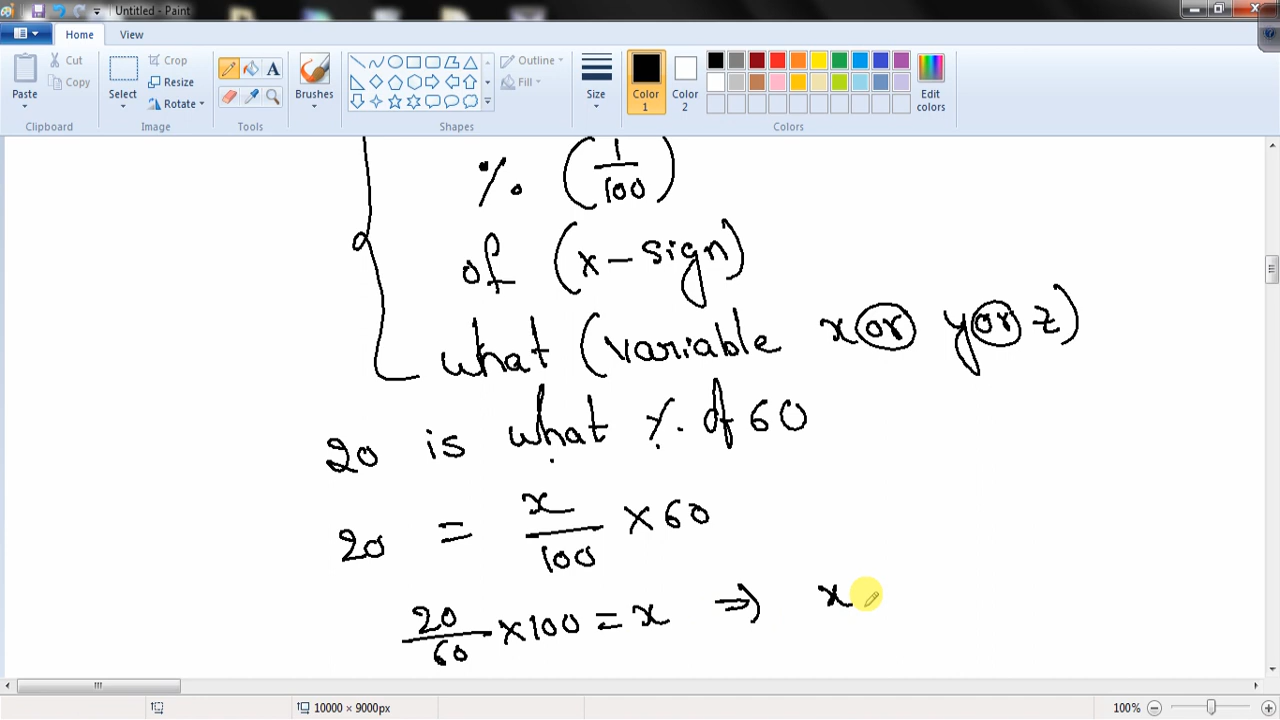 Untitled - Paint
Home View
Paste
Cut
Copy
Clipboard
Select
Crop
Resize
Rotate
Image
A
Tools
Brushes
Outline
Fill
Shapes
Size
Color 1
Color 2
Edit colors
Colors
% (1/100)
of (x-sign)
what (variable x or y or z)
20 is what % of 60
20 = x/100 × 60
20/60 × 100 = x ⇒ x
10000 × 9000px
100%